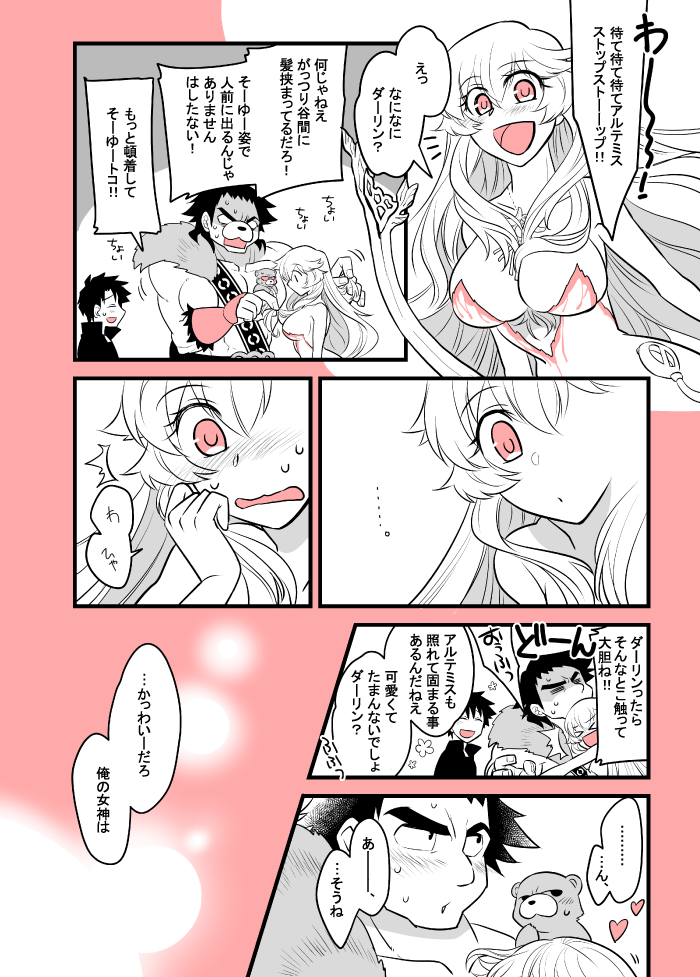 わーーー！
待て待て待てアルテミス
ストップストーーップ!!
えっ
なになに
ダーリン？
何じゃねえ
がっつり谷間に
髪挟まってるだろ！
そーゆー姿で
人前に出るんじゃ
ありません
はしたない！
もっと頓着して
そーゆートコ!!
ちょい
ちょい
……。
わ
ひゃ
ダーリンったら
そんなとこ触って
大胆ね!!
どーん
おうふっ
アルテミスも
照れて固まる事
あるんだねえ
可愛くて
たまんないでしょ
ダーリン？
ふふっ
………
…ん、
あーー、
…そうね
…かっわいーだろ
俺の女神は